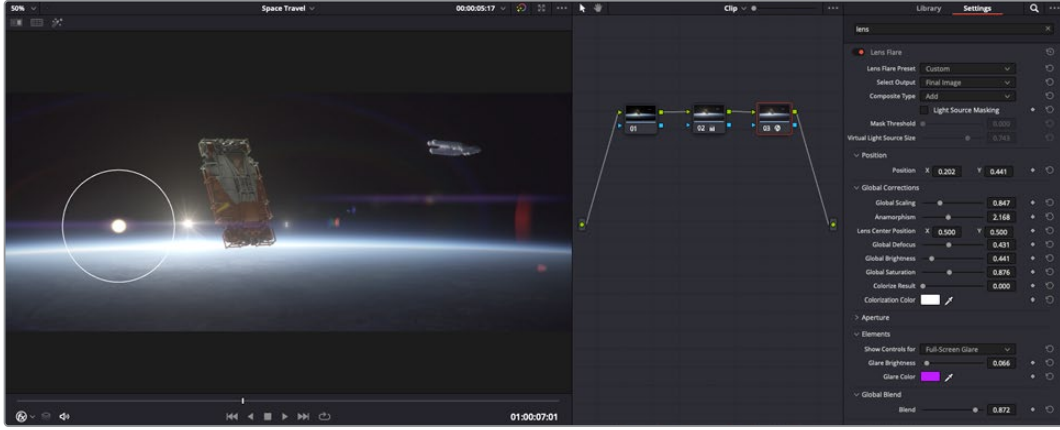 50%
Space Travel
00:00:05:17
Clip
Library
Settings
lens
Lens Flare
Lens Flare Preset Custom
Select Output Final Image
Composite Type Add
Light Source Masking
Mask Threshold 0.000
Virtual Light Source Size 0.743
Position
Position X 0.202 Y 0.441
Global Corrections
Global Scaling 0.847
Anamorphism 2.168
Lens Center Position X 0.500 Y 0.500
Global Defocus 0.431
Global Brightness 0.441
Global Saturation 0.876
Colorize Result 0.000
Colorization Color
Aperture
Elements
Show Controls for Full-Screen Glare
Glare Brightness 0.066
Glare Color
Global Blend
Blend 0.872
01
02
03
01:00:07:01